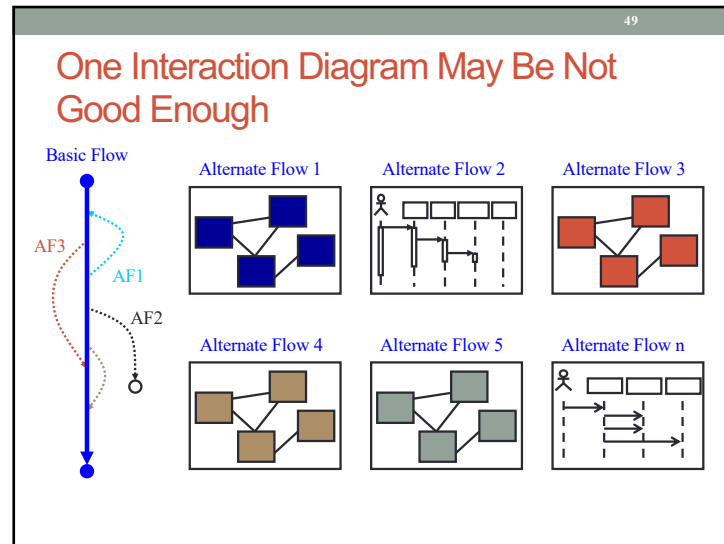 49
One Interaction Diagram May Be Not
Good Enough
Basic Flow
AF3
AF1
AF2
Alternate Flow 1
Alternate Flow 2
Alternate Flow 3
Alternate Flow 4
Alternate Flow 5
Alternate Flow n